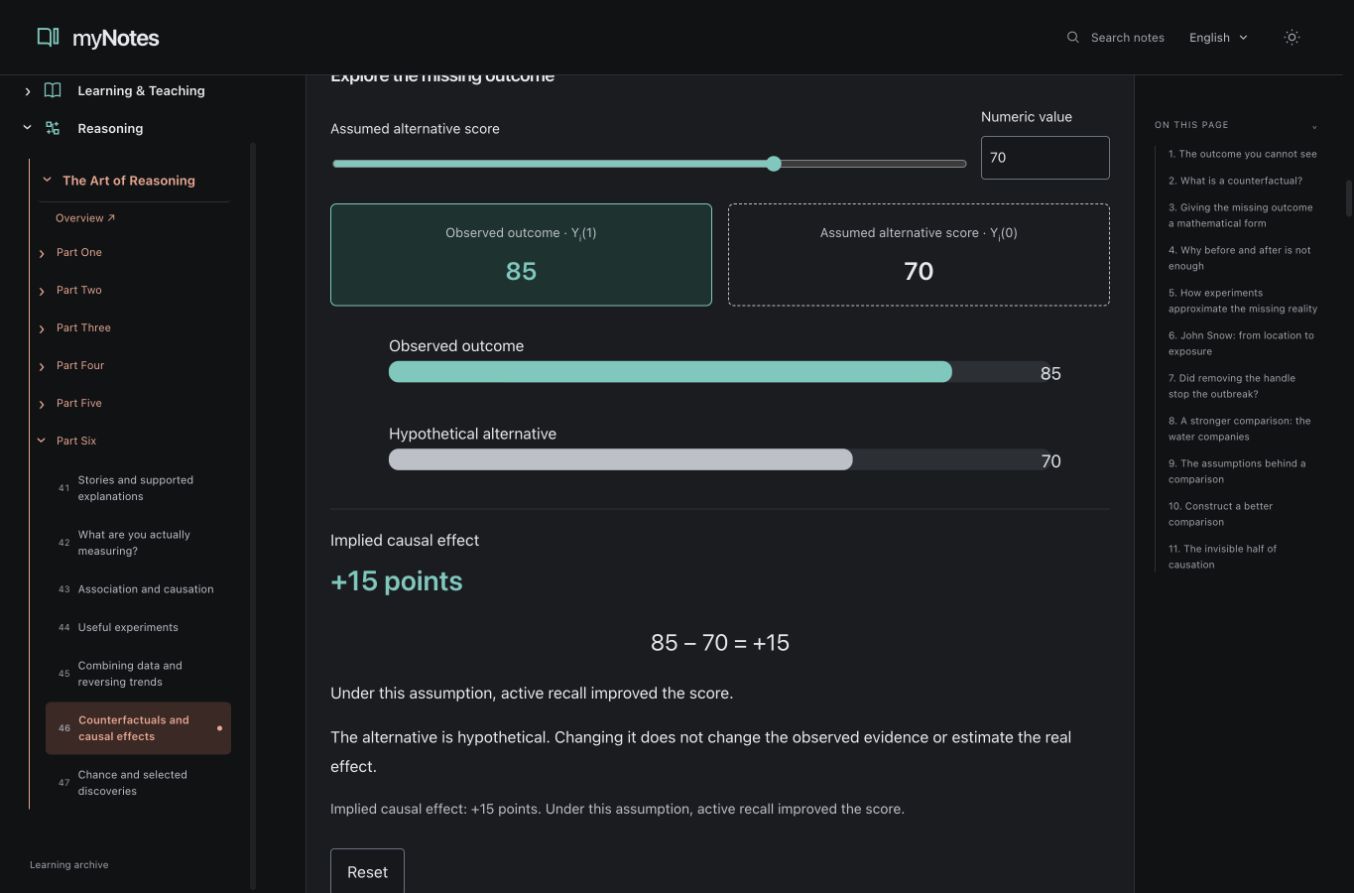 myNotes
Search notes
English
Learning & Teaching
Reasoning
The Art of Reasoning
Overview ↗
Part One
Part Two
Part Three
Part Four
Part Five
Part Six
41 Stories and supported
explanations
42 What are you actually
measuring?
43 Association and causation
44 Useful experiments
45 Combining data and
reversing trends
46 Counterfactuals and
causal effects
47 Chance and selected
discoveries
Learning archive
Explore the missing outcome
Assumed alternative score
Numeric value
70
Observed outcome · Yᵢ(1)
85
Assumed alternative score · Yᵢ(0)
70
Observed outcome
85
Hypothetical alternative
70
Implied causal effect
+15 points
85 – 70 = +15
Under this assumption, active recall improved the score.
The alternative is hypothetical. Changing it does not change the observed evidence or estimate the real
effect.
Implied causal effect: +15 points. Under this assumption, active recall improved the score.
Reset
ON THIS PAGE
1. The outcome you cannot see
2. What is a counterfactual?
3. Giving the missing outcome
a mathematical form
4. Why before and after is not
enough
5. How experiments
approximate the missing reality
6. John Snow: from location to
exposure
7. Did removing the handle
stop the outbreak?
8. A stronger comparison: the
water companies
9. The assumptions behind a
comparison
10. Construct a better
comparison
11. The invisible half of
causation